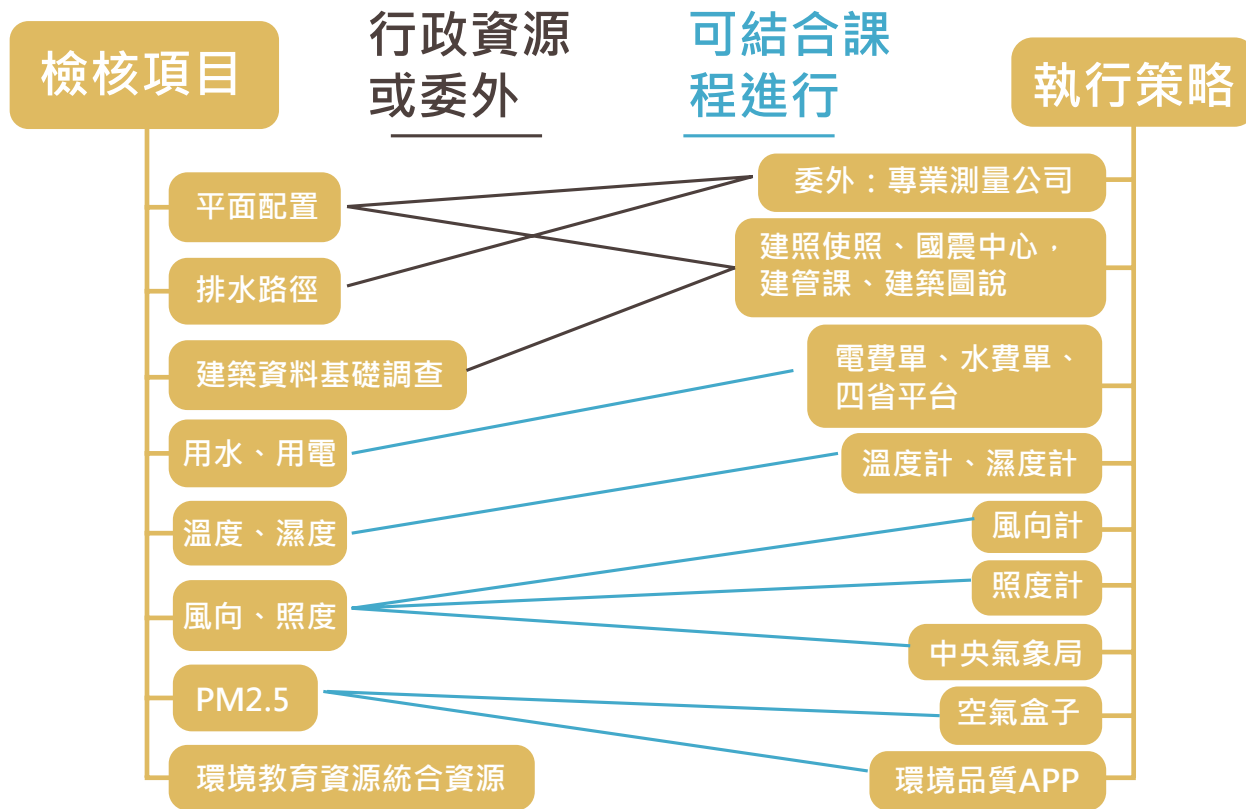 檢核項目
行政資源
或委外
可結合課
程進行
執行策略
平面配置
排水路徑
建築資料基礎調查
用水、用電
溫度、濕度
風向、照度
PM2.5
環境教育資源統合資源
委外：專業測量公司
建照使照、國震中心，
建管課、建築圖說
電費單、水費單、
四省平台
溫度計、濕度計
風向計
照度計
中央氣象局
空氣盒子
環境品質APP